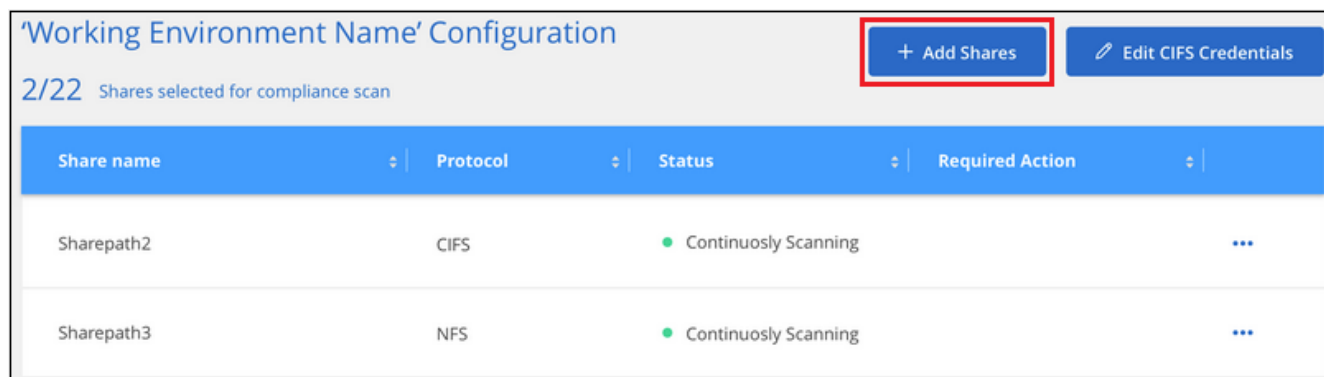 'Working Environment Name' Configuration
+ Add Shares
Edit CIFS Credentials
2/22 Shares selected for compliance scan
Share name Protocol Status Required Action
Sharepath2 CIFS Continuosly Scanning
Sharepath3 NFS Continuosly Scanning